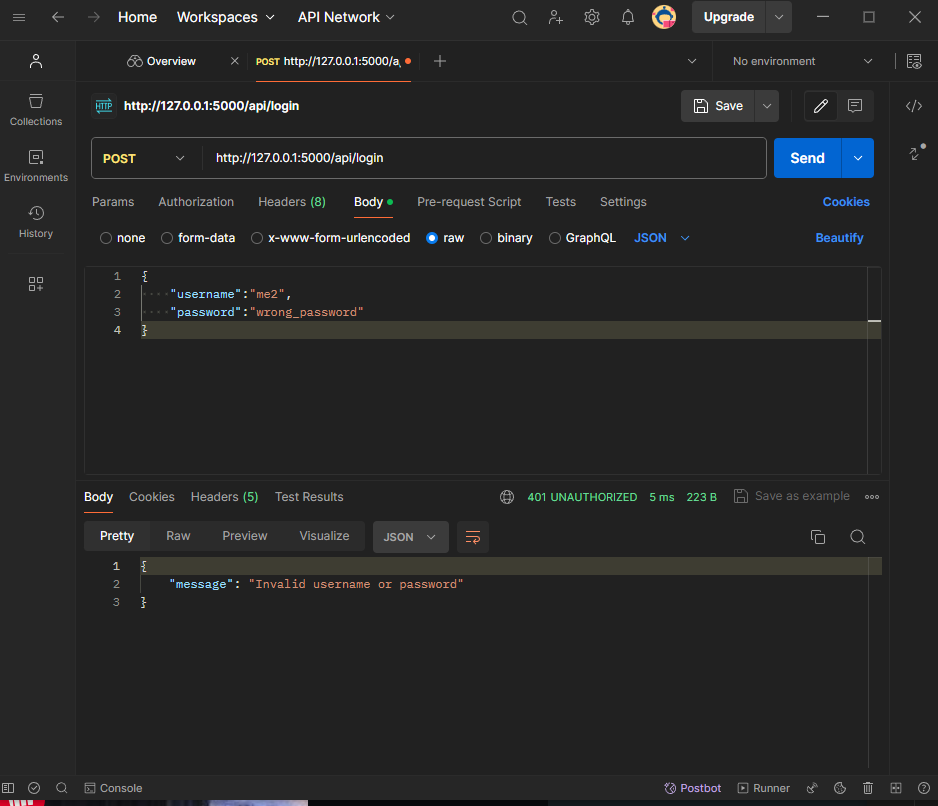 Home Workspaces API Network Upgrade
Overview POST http://127.0.0.1:5000/a No environment
HTTP http://127.0.0.1:5000/api/login Save
Collections
POST http://127.0.0.1:5000/api/login Send
Environments
Params Authorization Headers (8) Body Pre-request Script Tests Settings Cookies
History
none form-data x-www-form-urlencoded raw binary GraphQL JSON Beautify
1 {
2 "username":"me2",
3 "password":"wrong_password"
4 }
Body Cookies Headers (5) Test Results 401 UNAUTHORIZED 5 ms 223 B Save as example
Pretty Raw Preview Visualize JSON
1 {
2 "message": "Invalid username or password"
3 }
Console Postbot Runner